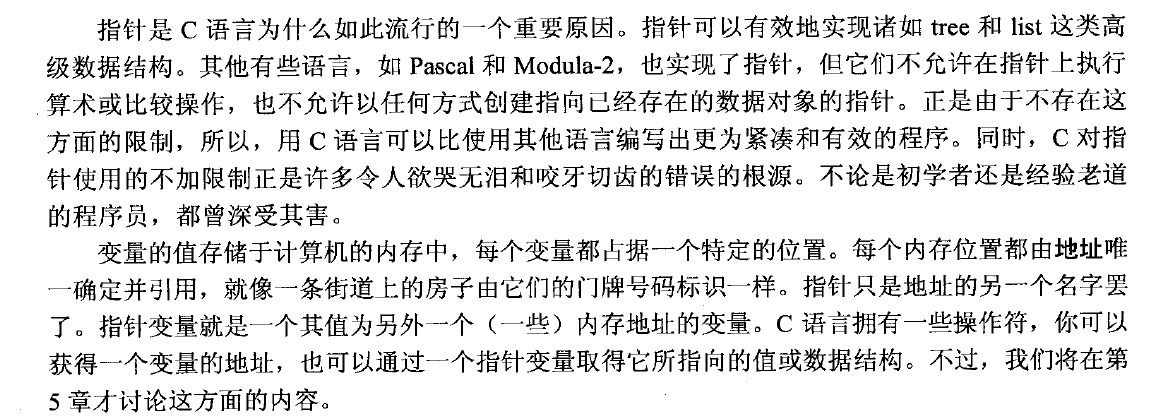 指针是 C 语言为什么如此流行的一个重要原因。指针可以有效地实现诸如 tree 和 list 这类高
级数据结构。其他有些语言，如 Pascal 和 Modula-2，也实现了指针，但它们不允许在指针上执行
算术或比较操作，也不允许以任何方式创建指向已经存在的数据对象的指针。正是由于不存在这
方面的限制，所以，用 C 语言可以比使用其他语言编写出更为紧凑和有效的程序。同时，C 对指
针使用的不加限制正是许多令人欲哭无泪和咬牙切齿的错误的根源。不论是初学者还是经验老道
的程序员，都曾深受其害。
变量的值存储于计算机的内存中，每个变量都占据一个特定的位置。每个内存位置都由地址唯
一确定并引用，就像一条街道上的房子由它们的门牌号码标识一样。指针只是地址的另一个名字罢
了。指针变量就是一个其值为另外一个（一些）内存地址的变量。C 语言拥有一些操作符，你可以
获得一个变量的地址，也可以通过一个指针变量取得它所指向的值或数据结构。不过，我们将在第
5 章才讨论这方面的内容。